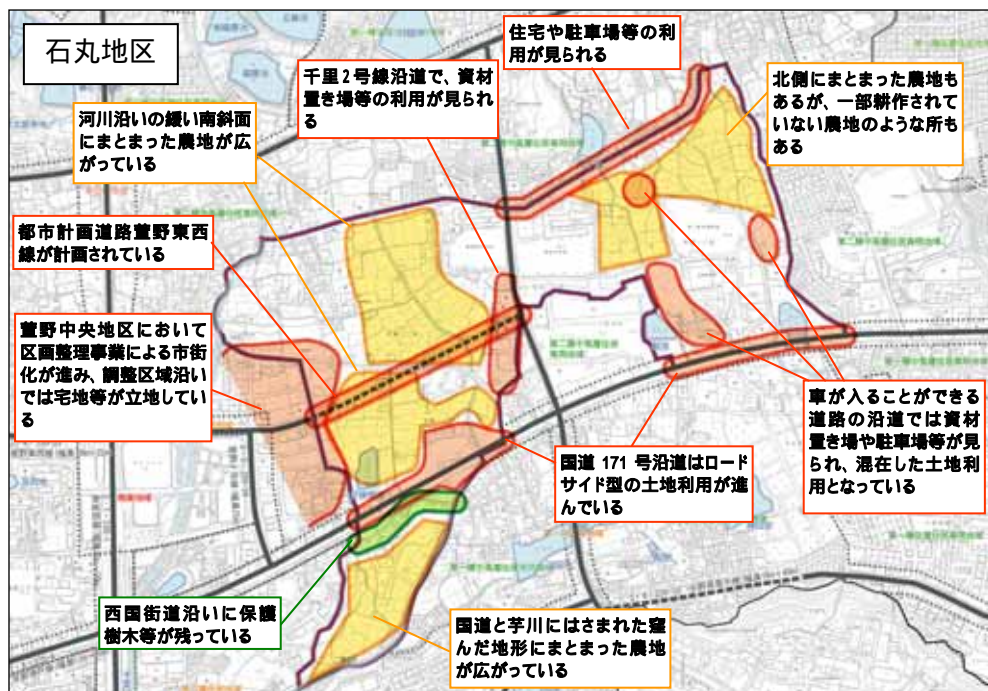 石丸地区
住宅や駐車場等の利
用が見られる
千里2号線沿道で、資材
置き場等の利用が見られ
る
北側にまとまった農地も
あるが、一部耕作されて
いない農地のような所も
ある
河川沿いの緩い南斜面
にまとまった農地が広
がっている
都市計画道路萱野東西
線が計画されている
萱野中央地区において
区画整理事業による市街
化が進み、調整区域沿い
では宅地等が立地してい
る
車が入ることができる
道路の沿道では資材
置き場や駐車場等が見
られ、混在した土地利
用となっている
国道 171 号沿道はロード
サイド型の土地利用が進
んでいる
西国街道沿いに保護
樹木等が残っている
国道と芋川にはさまれた窪
んだ地形にまとまった農地
が広がっている